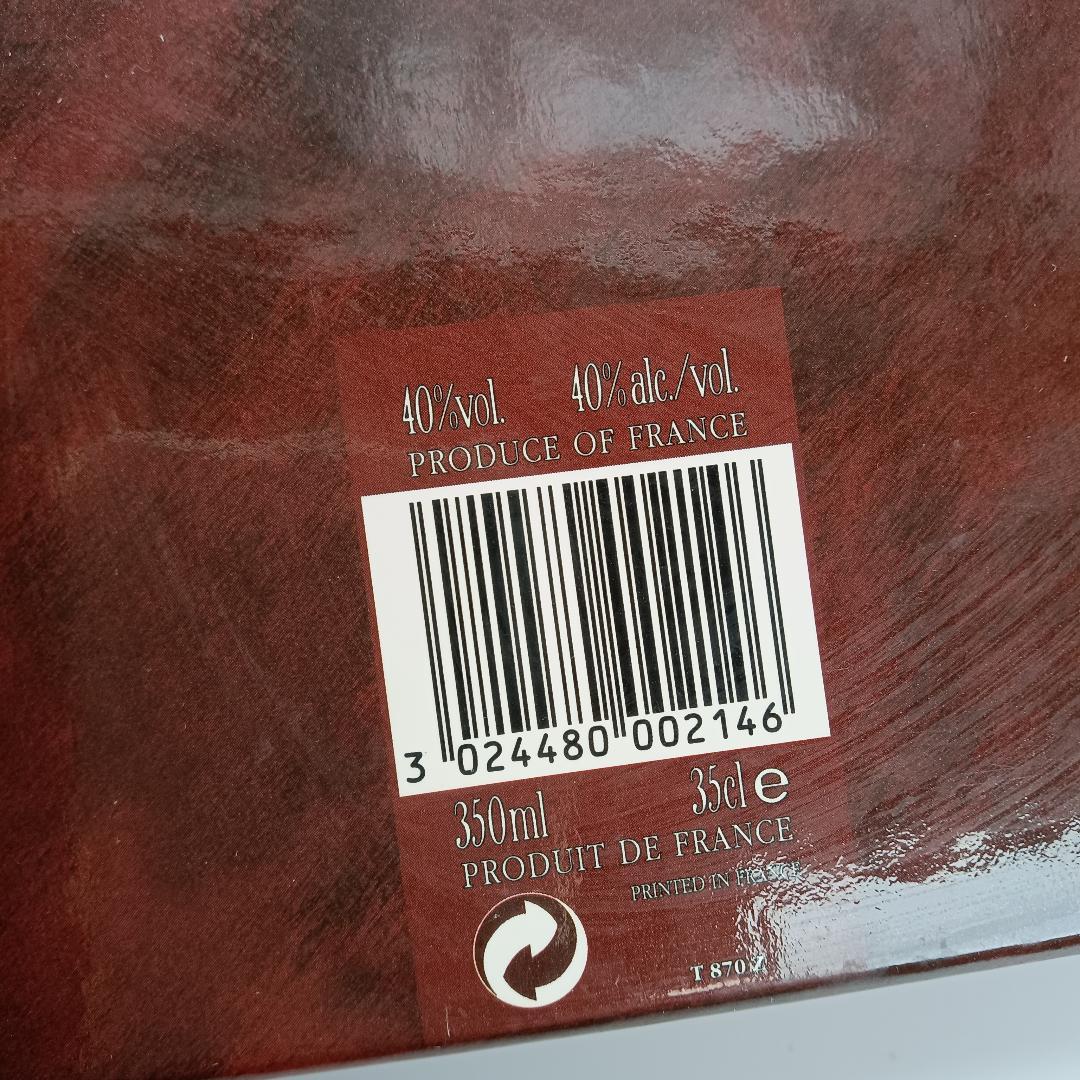 40%vol. 40%alc./vol.
PRODUCE OF FRANCE
3 024480 002146
350ml 35cl e
PRODUIT DE FRANCE
PRINTED IN FRANCE
T 870 Z